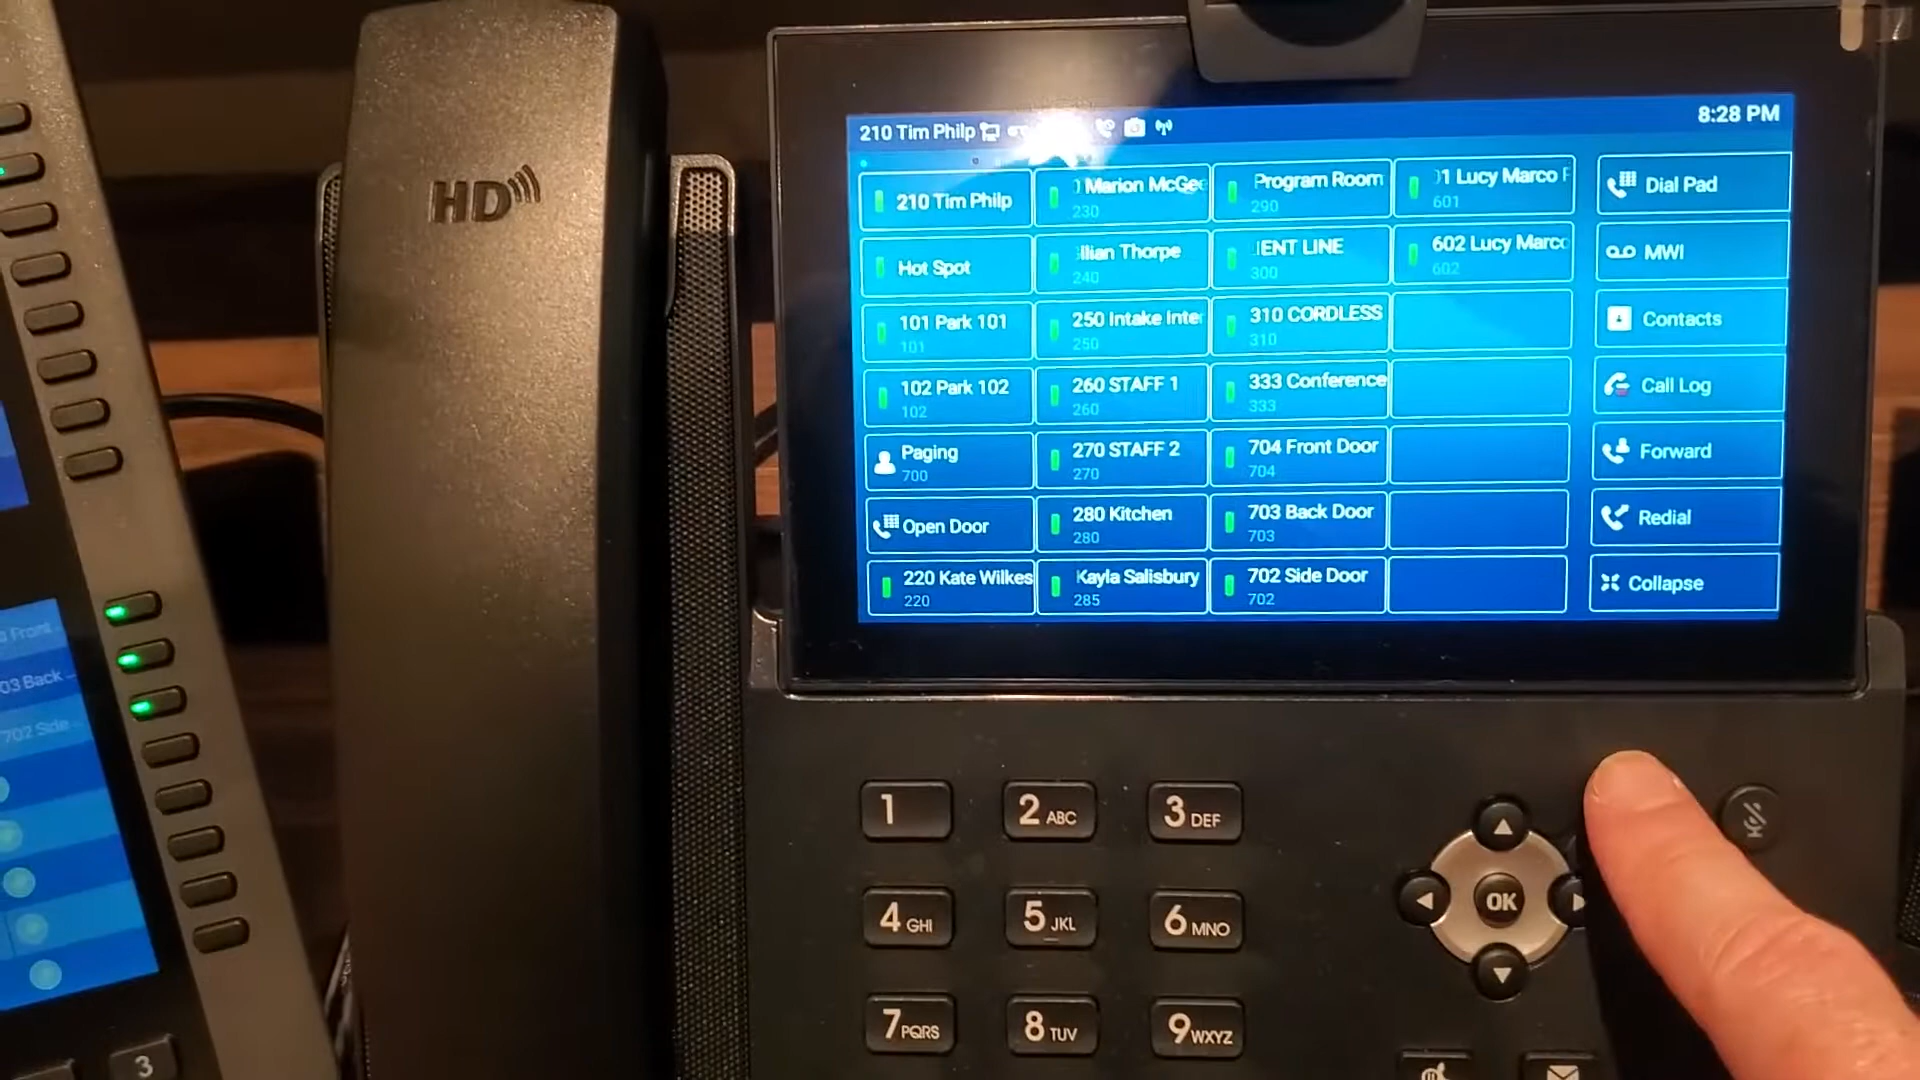 HD
210 Tim Philp
8:28 PM
210 Tim Philp
Marion McGee
230
Program Room
290
1 Lucy Marco F
601
Dial Pad
Hot Spot
llian Thorpe
240
IENT LINE
300
602 Lucy Marco
602
MWI
101 Park 101
101
250 Intake Inter
250
310 CORDLESS
310
Contacts
102 Park 102
102
260 STAFF 1
260
333 Conference
333
Call Log
Paging
700
270 STAFF 2
270
704 Front Door
704
Forward
Open Door
280 Kitchen
280
703 Back Door
703
Redial
220 Kate Wilkes
220
Kayla Salisbury
285
702 Side Door
702
Collapse
Front
03 Back ...
702 Side
1
2 ABC
3 DEF
4 GHI
5 JKL
6 MNO
OK
7 PQRS
8 TUV
9 WXYZ
3